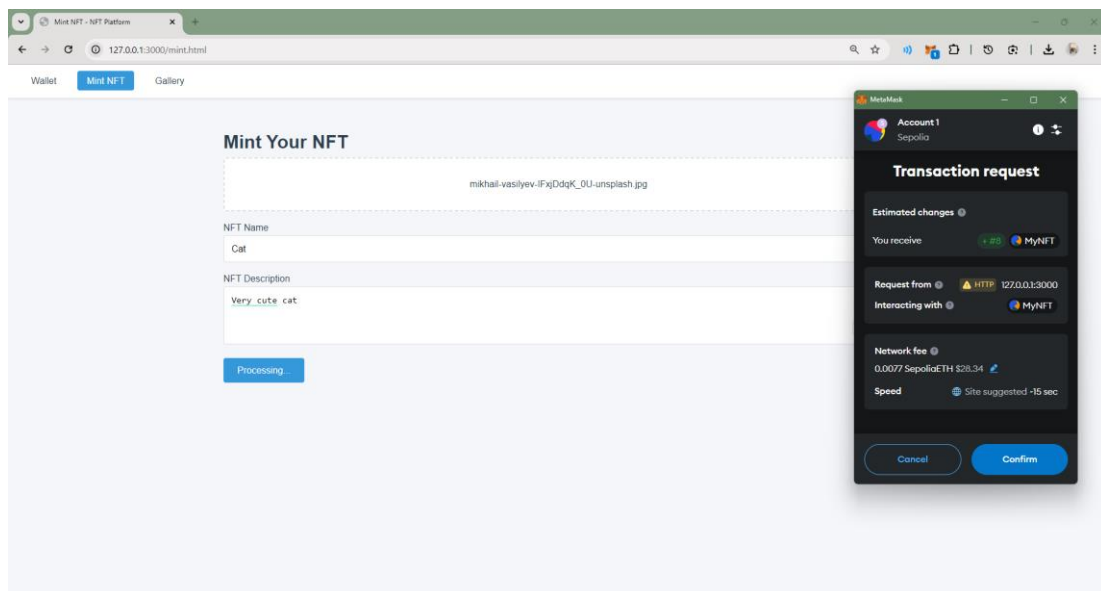 Mint NFT - NFT Platform
127.0.0.1:3000/mint.html
Wallet Mint NFT Gallery
Mint Your NFT
mikhail-vasilyev-IFxjDdqK_0U-unsplash.jpg
NFT Name
Cat
NFT Description
Very cute cat
Processing...
MetaMask
Account 1
Sepolia
Transaction request
Estimated changes
You receive + #8 MyNFT
Request from HTTP 127.0.0.1:3000
Interacting with MyNFT
Network fee
0.0077 SepoliaETH $28.34
Speed Site suggested ~15 sec
Cancel Confirm